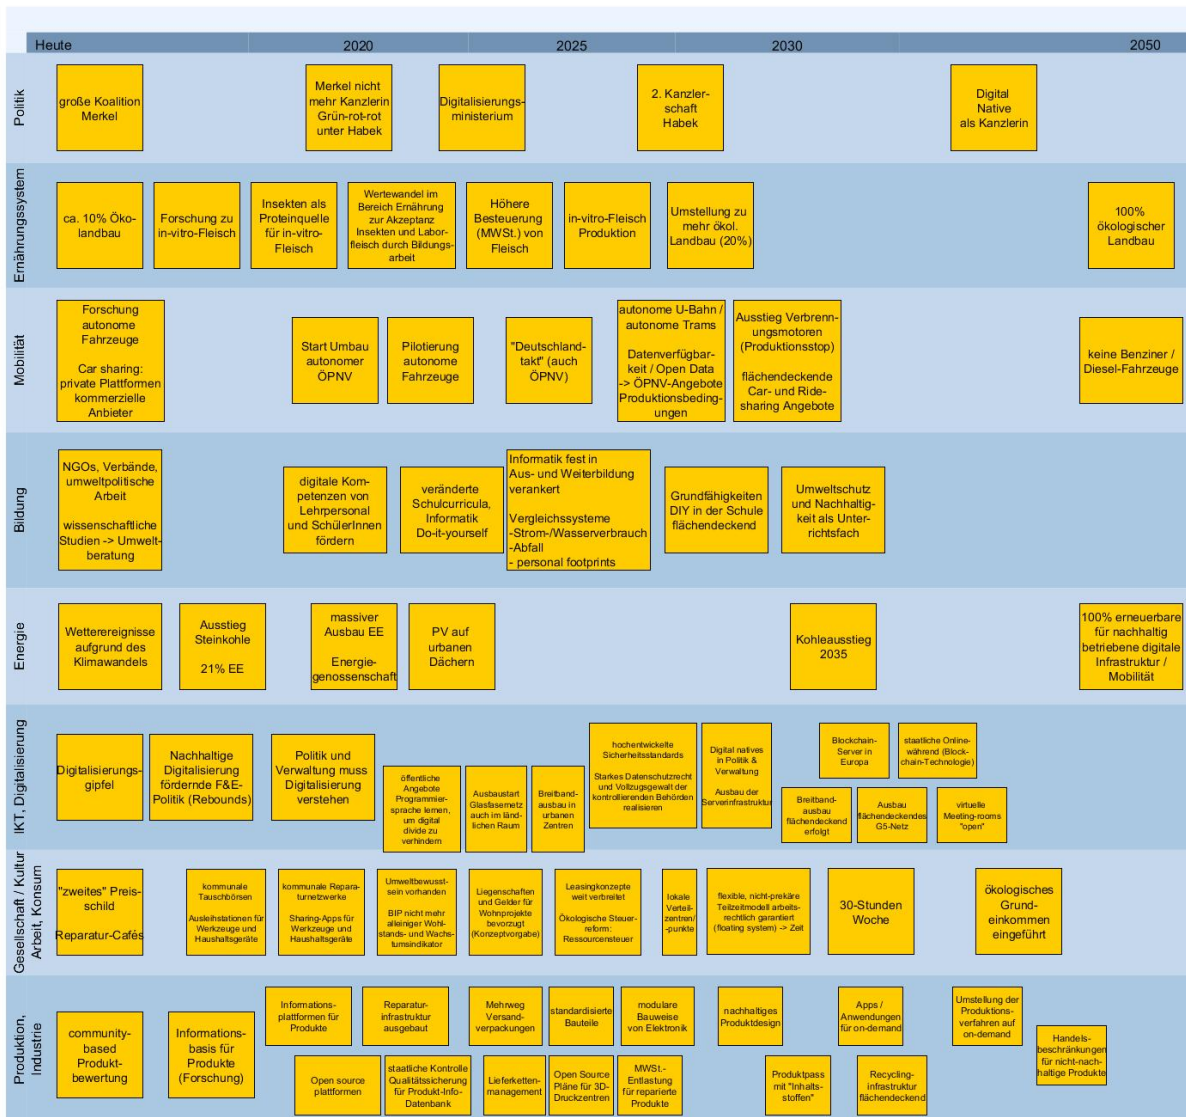 Heute
2020
2025
2030
2050
Politik
große Koalition
Merkel
Merkel nicht
mehr Kanzlerin
Grün-rot-rot
unter Habek
Digitalisierungs-
ministerium
2. Kanzler-
schaft
Habek
Digital
Native
als Kanzlerin
Ernährungssystem
ca. 10% Öko-
landbau
Forschung zu
in-vitro-Fleisch
Insekten als
Proteinquelle
für in-vitro-
Fleisch
Wertewandel im
Bereich Ernährung
zur Akzeptanz
Insekten und Labor-
fleisch durch Bildungs-
arbeit
Höhere
Besteuerung
(MWSt.) von
Fleisch
in-vitro-Fleisch
Produktion
Umstellung zu
mehr ökol.
Landbau (20%)
100%
ökologischer
Landbau
Mobilität
Forschung
autonome
Fahrzeuge
Car sharing:
private Plattformen
kommerzielle
Anbieter
Start Umbau
autonomer
ÖPNV
Pilotierung
autonome
Fahrzeuge
"Deutschland-
takt" (auch
ÖPNV)
autonome U-Bahn /
autonome Trams
Datenverfügbar-
keit / Open Data
-> ÖPNV-Angebote
Produktionsbeding-
ungen
Ausstieg Verbrenn-
ungsmotoren
(Produktionsstop)
flächendeckende
Car- und Ride-
sharing Angebote
keine Benziner /
Diesel-Fahrzeuge
Bildung
NGOs, Verbände,
umweltpolitische
Arbeit
wissenschaftliche
Studien -> Umwelt-
beratung
digitale Kom-
petenzen von
Lehrpersonal
und SchülerInnen
fördern
veränderte
Schulcurricula,
Informatik
Do-it-yourself
Informatik fest in
Aus- und Weiterbildung
verankert
Vergleichssysteme
-Strom-/Wasserverbrauch
-Abfall
- personal footprints
Grundfähigkeiten
DIY in der Schule
flächendeckend
Umweltschutz
und Nachhaltig-
keit als Unter-
richtsfach
Energie
Wetterereignisse
aufgrund des
Klimawandels
Ausstieg
Steinkohle
21% EE
massiver
Ausbau EE
Energie-
genossenschaft
PV auf
urbanen
Dächern
Kohleausstieg
2035
100% erneuerbare
für nachhaltig
betriebene digitale
Infrastruktur /
Mobilität
IKT, Digitalisierung
Digitalisierungs-
gipfel
Nachhaltige
Digitalisierung
fördernde F&E-
Politik (Rebounds)
Politik und
Verwaltung muss
Digitalisierung
verstehen
öffentliche
Angebote
Programmier-
sprache lernen,
um digital
divide zu
verhindern
Ausbaustart
Glasfasernetz
auch im länd-
lichen Raum
Breitband-
ausbau in
urbanen
Zentren
hochentwickelte
Sicherheitsstandards
Starkes Datenschutzrecht
und Vollzugsgewalt der
kontrollierenden Behörden
realisieren
Digital natives
in Politik &
Verwaltung
Ausbau der
Serverinfrastruktur
Blockchain-
Server in
Europa
staatliche Online-
während (Block-
chain-Technologie)
Breitband-
ausbau
flächendeckend
erfolgt
Ausbau
flächendeckendes
G5-Netz
virtuelle
Meeting-rooms
"open"
Gesellschaft / Kultur
Arbeit, Konsum
"zweites" Preis-
schild
Reparatur-Cafés
kommunale
Tauschbörsen
Ausleihstationen für
Werkzeuge und
Haushaltsgeräte
kommunale Repara-
turnetzwerke
Sharing-Apps für
Werkzeuge und
Haushaltsgeräte
Umweltbewusst-
sein vorhanden
BIP nicht mehr
alleiniger Wohl-
stands- und Wachs-
tumsindikator
Liegenschaften
und Gelder für
Wohnprojekte
bevorzugt
(Konzeptvorgabe)
Leasingkonzepte
weit verbreitet
Ökologische Steuer-
reform:
Ressourcensteuer
lokale
Verteil-
zentren/
-punkte
flexible, nicht-prekäre
Teilzeitmodell arbeits-
rechtlich garantiert
(floating system) -> Zeit
30-Stunden
Woche
ökologisches
Grund-
einkommen
eingeführt
Produktion,
Industrie
community-
based
Produkt-
bewertung
Informations-
basis für
Produkte
(Forschung)
Informations-
plattformen für
Produkte
Reparatur-
infrastruktur
ausgebaut
Mehrweg
Versand-
verpackungen
standardisierte
Bauteile
modulare
Bauweise
von Elektronik
nachhaltiges
Produktdesign
Apps /
Anwendungen
für on-demand
Umstellung der
Produktions-
verfahren auf
on-demand
Handels-
beschränkungen
für nicht-nach-
haltige Produkte
Open source
plattformen
staatliche Kontrolle
Qualitätssicherung
für Produkt-Info-
Datenbank
Lieferketten-
management
Open Source
Pläne für 3D-
Druckzentren
MWSt.-
Entlastung
für reparierte
Produkte
Produktpass
mit "Inhalts-
stoffen"
Recycling-
infrastruktur
flächendeckend